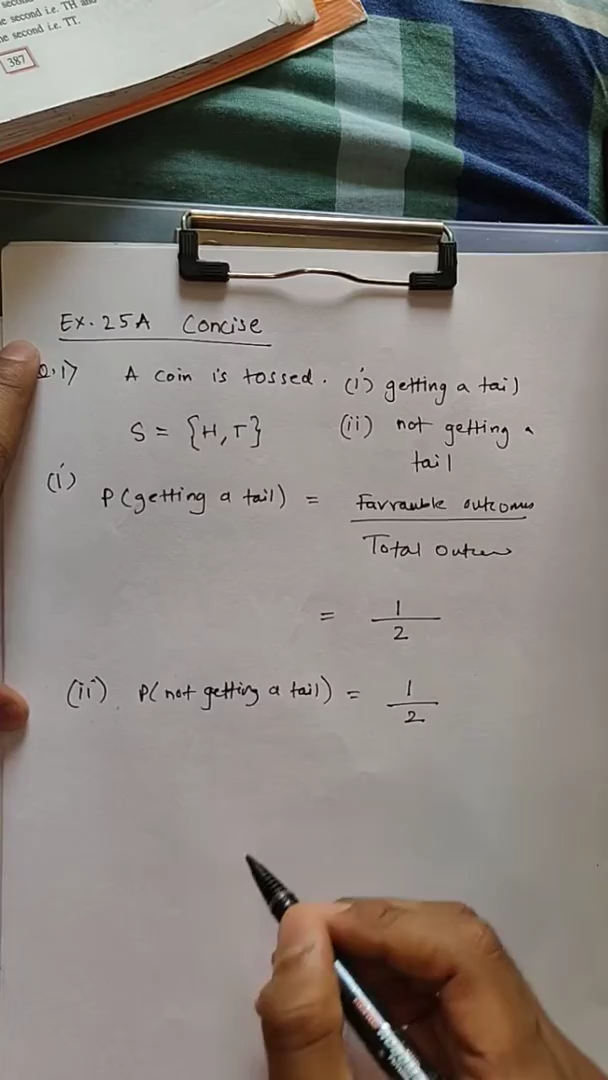 second i.e. TH and
e second i.e. TT.
387
Ex. 25A Concise
Q.1) A coin is tossed. (i) getting a tail
S = {H, T} (ii) not getting a
tail
(i)
P(getting a tail) = Favrauble outcomes
Total
= 1
2
(ii) P(not getting a tail) = 1
2